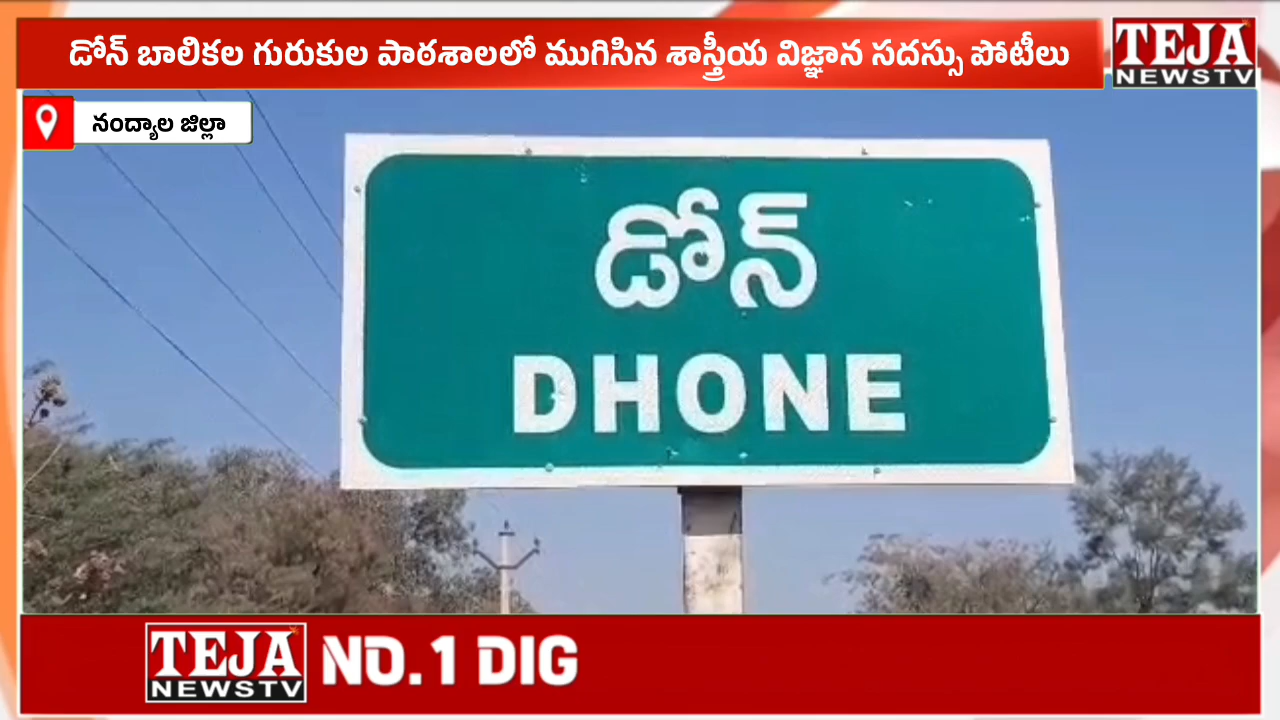 డోన్ బాలికల గురుకుల పాఠశాలలో ముగిసిన శాస్త్రీయ విజ్ఞాన సదస్సు పోటీలు
TEJA
NEWSTV
నంద్యాల జిల్లా
డోన్
DHONE
TEJA
NEWSTV
NO.1 DIG